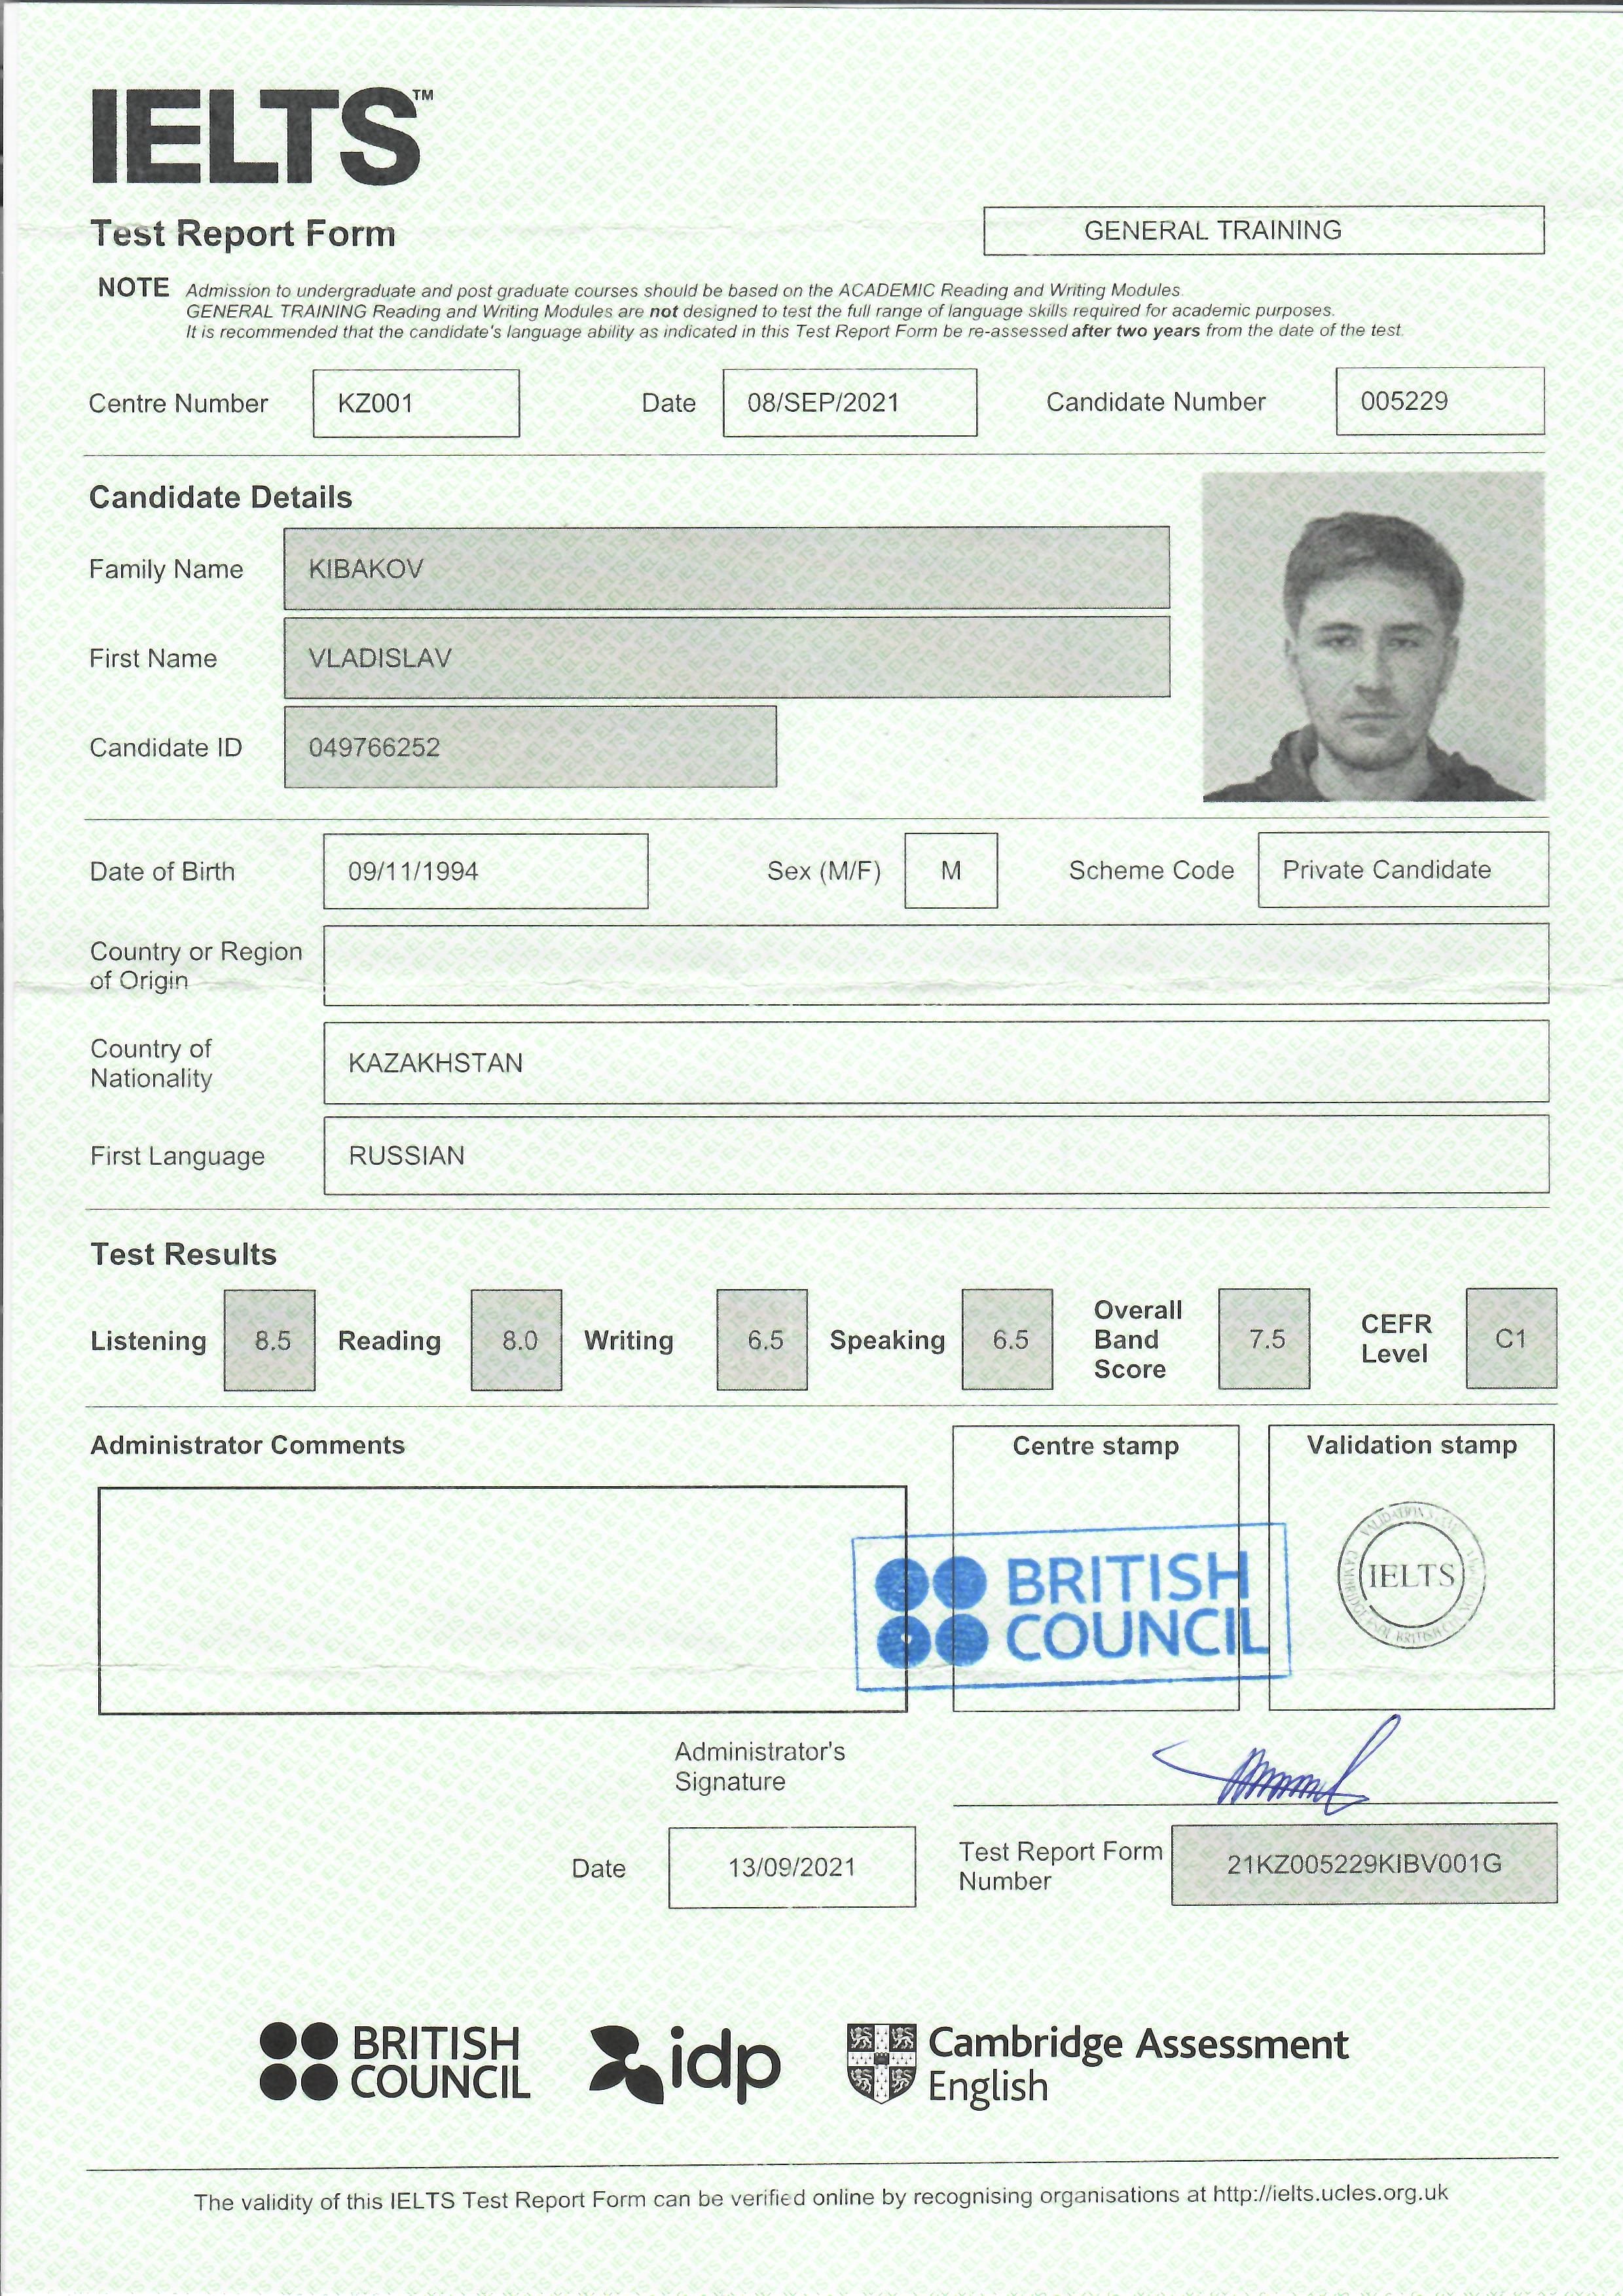 IELTS™
Test Report Form
GENERAL TRAINING
NOTE Admission to undergraduate and post graduate courses should be based on the ACADEMIC Reading and Writing Modules.
GENERAL TRAINING Reading and Writing Modules are not designed to test the full range of language skills required for academic purposes.
It is recommended that the candidate's language ability as indicated in this Test Report Form be re-assessed after two years from the date of the test.
Centre Number KZ001 Date 08/SEP/2021 Candidate Number 005229
Candidate Details
Family Name KIBAKOV
First Name VLADISLAV
Candidate ID 049766252
Date of Birth 09/11/1994 Sex (M/F) M Scheme Code Private Candidate
Country or Region
of Origin
Country of
Nationality
KAZAKHSTAN
First Language RUSSIAN
Test Results
Listening 8.5 Reading 8.0 Writing 6.5 Speaking 6.5
Overall
Band
Score
7.5
CEFR
Level
C1
Administrator Comments
Centre stamp
BRITISH
COUNCIL
Validation stamp
IELTS
Administrator's
Signature
Date 13/09/2021
Test Report Form
Number
21KZ005229KIBV001G
BRITISH
COUNCIL
idp
Cambridge Assessment
English
The validity of this IELTS Test Report Form can be verified online by recognising organisations at http://ielts.ucles.org.uk